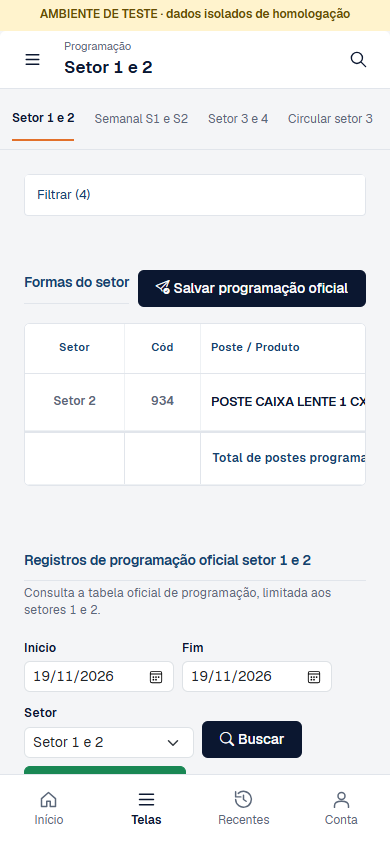 AMBIENTE DE TESTE · dados isolados de homologação
Programação
Setor 1 e 2
Setor 1 e 2 Semanal S1 e S2 Setor 3 e 4 Circular setor 3
Filtrar (4)
Formas do setor
Salvar programação oficial
Setor Cód Poste / Produto
Setor 2 934 POSTE CAIXA LENTE 1 CX
Total de postes programa
Registros de programação oficial setor 1 e 2
Consulta a tabela oficial de programação, limitada aos
setores 1 e 2.
Início Fim
19/11/2026 19/11/2026
Setor
Setor 1 e 2 Buscar
Início Telas Recentes Conta